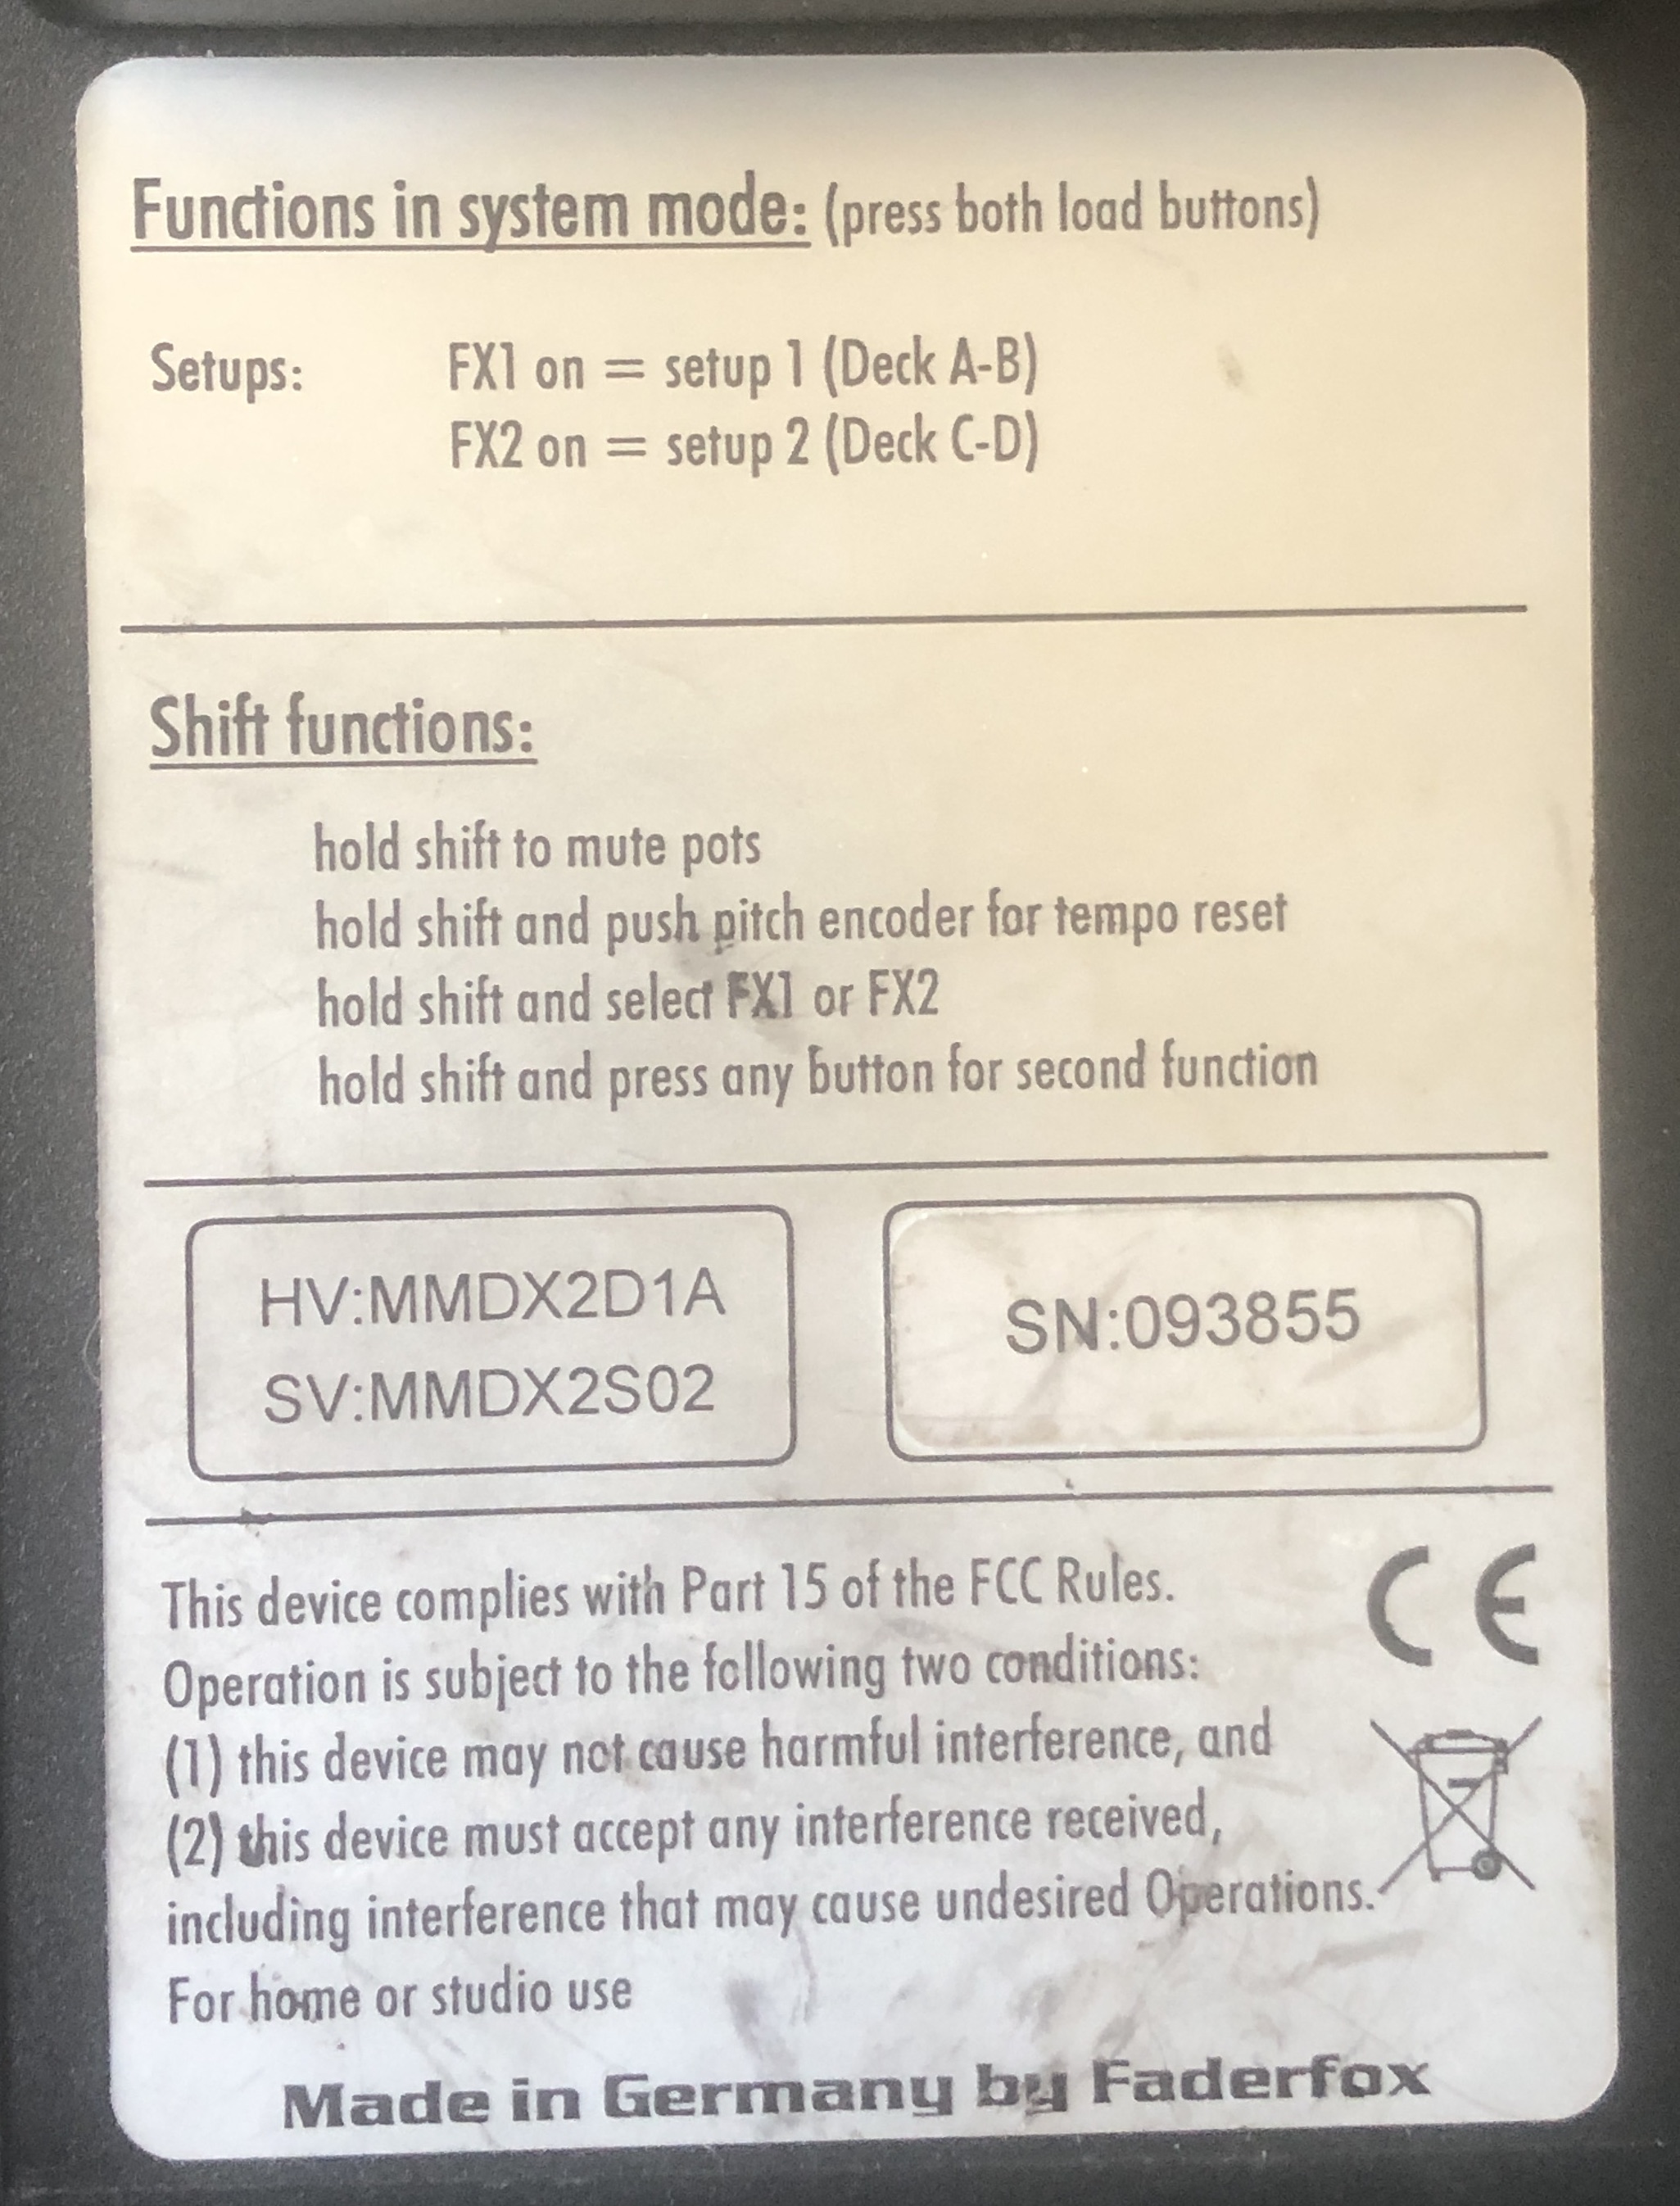 Functions in system mode: (press both load buttons)
Setups: FX1 on = setup 1 (Deck A-B)
FX2 on = setup 2 (Deck C-D)
Shift functions:
hold shift to mute pots
hold shift and push pitch encoder for tempo reset
hold shift and select FX1 or FX2
hold shift and press any button for second function
HV:MMDX2D1A
SV:MMDX2S02
SN:093855
This device complies with Part 15 of the FCC Rules.
Operation is subject to the following two conditions:
(1) this device may not cause harmful interference, and
(2) this device must accept any interference received,
including interference that may cause undesired Operations.
For home or studio use
CE
Made in Germany by Faderfox